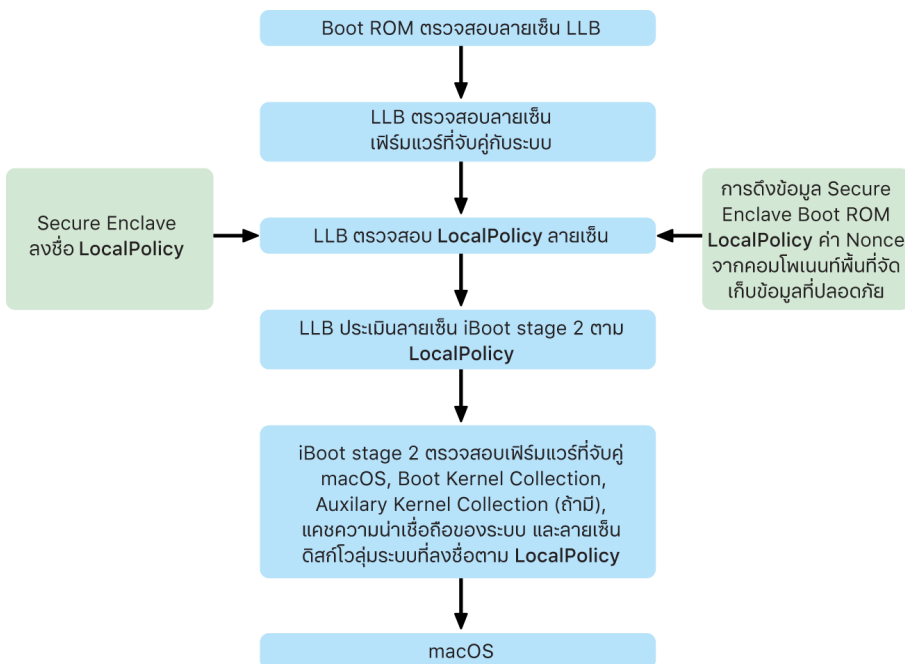 Boot ROM ตรวจสอบลายเซ็น LLB
LLB ตรวจสอบลายเซ็น
เฟิร์มแวร์ที่จับคู่กับระบบ
Secure Enclave
ลงชื่อ LocalPolicy
LLB ตรวจสอบ LocalPolicy ลายเซ็น
การดึงข้อมูล Secure
Enclave Boot ROM
LocalPolicy ค่า Nonce
จากคอมโพเนนท์พื้นที่จัด
เก็บข้อมูลที่ปลอดภัย
LLB ประเมินลายเซ็น iBoot stage 2 ตาม
LocalPolicy
iBoot stage 2 ตรวจสอบเฟิร์มแวร์ที่จับคู่
macOS, Boot Kernel Collection,
Auxilary Kernel Collection (ถ้ามี),
แคชความน่าเชื่อถือของระบบ และลายเซ็น
ดิสก์โวลุ่มระบบที่ลงชื่อตาม LocalPolicy
macOS